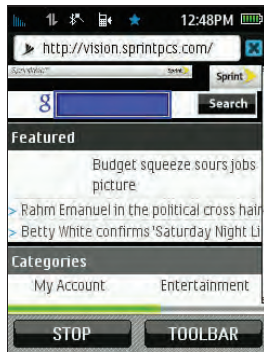 12:48PM
http://vision.sprintpcs.com/
Sprint
g Search
Featured
Budget squeeze sours jobs
picture
> Rahm Emanuel in the political cross hair
> Betty White confirms 'Saturday Night Li
Categories
My Account Entertainment
STOP TOOLBAR